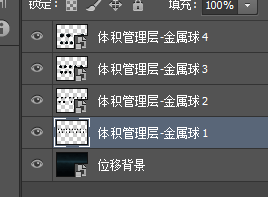 锁定:
填充: 100%
体积管理层-金属球 4
体积管理层-金属球 3
体积管理层-金属球 2
体积管理层-金属球 1
位移背景